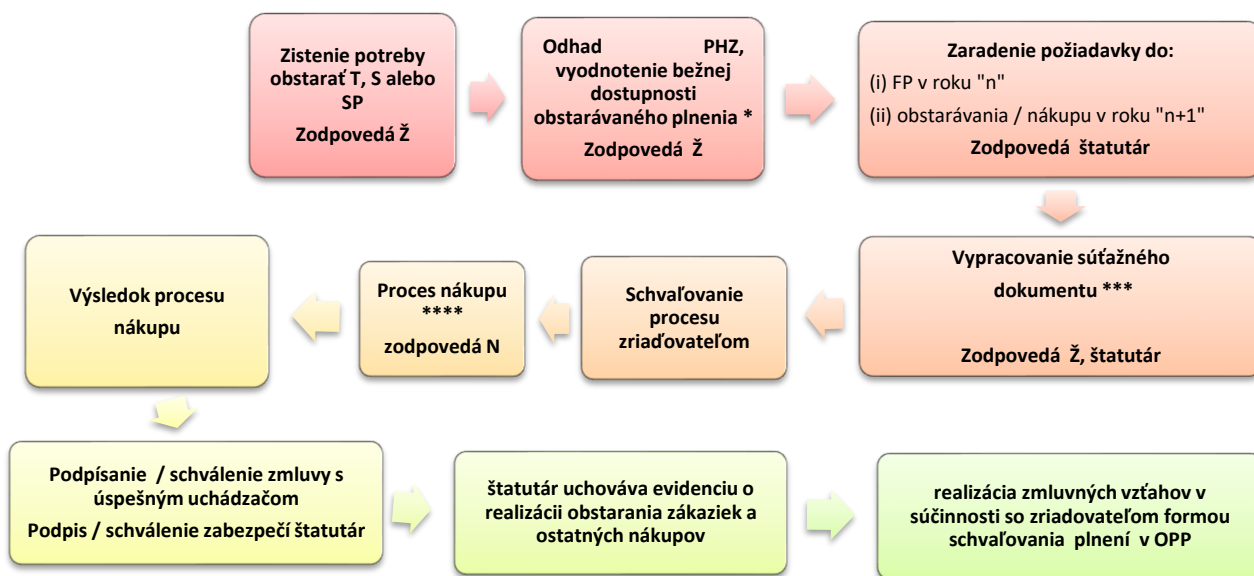 Zistenie potreby
obstarať T, S alebo
SP
Zodpovedá Ž
Odhad PHZ,
vyodnotenie bežnej
dostupnosti
obstarávaného plnenia *
Zodpovedá Ž
Zaradenie požiadavky do:
(i) FP v roku "n"
(ii) obstarávania / nákupu v roku "n+1"
Zodpovedá štatutár
Vypracovanie súťažného
dokumentu ***
Zodpovedá Ž, štatutár
Schvaľovanie
procesu
zriaďovateľom
Proces nákupu
****
zodpovedá N
Výsledok procesu
nákupu
Podpísanie / schválenie zmluvy s
úspešným uchádzačom
Podpis / schválenie zabezpečí štatutár
štatutár uchováva evidenciu o
realizácii obstarania zákaziek a
ostatných nákupov
realizácia zmluvných vzťahov v
súčinnosti so zriadovateľom formou
schvaľovania plnení v OPP